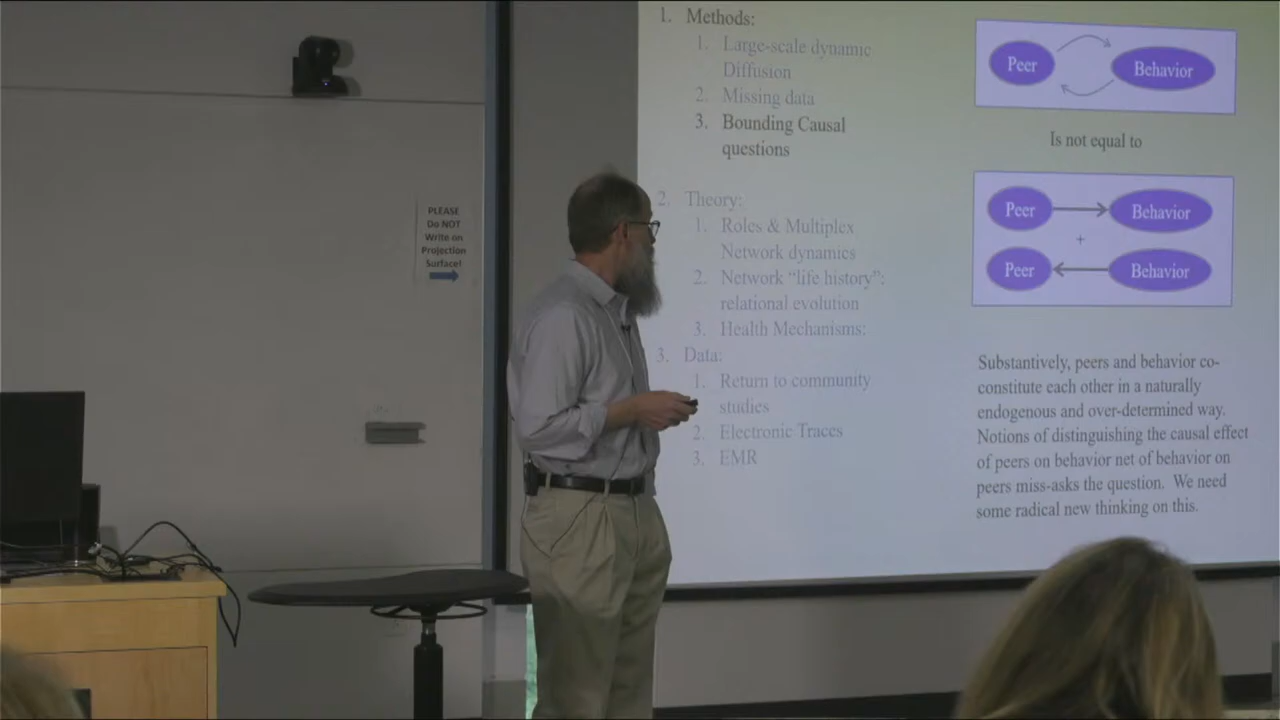 PLEASE
Do NOT
Write on
Projection
Surface!
1. Methods:
1. Large-scale dynamic
Diffusion
2. Missing data
3. Bounding Causal
questions
2. Theory:
1. Roles & Multiplex
Network dynamics
2. Network “life history”:
relational evolution
3. Health Mechanisms:
3. Data:
1. Return to community
studies
2. Electronic Traces
3. EMR
Peer Behavior
Is not equal to
Peer Behavior
+
Peer Behavior
Substantively, peers and behavior co-
constitute each other in a naturally
endogenous and over-determined way.
Notions of distinguishing the causal effect
of peers on behavior net of behavior on
peers miss-asks the question. We need
some radical new thinking on this.